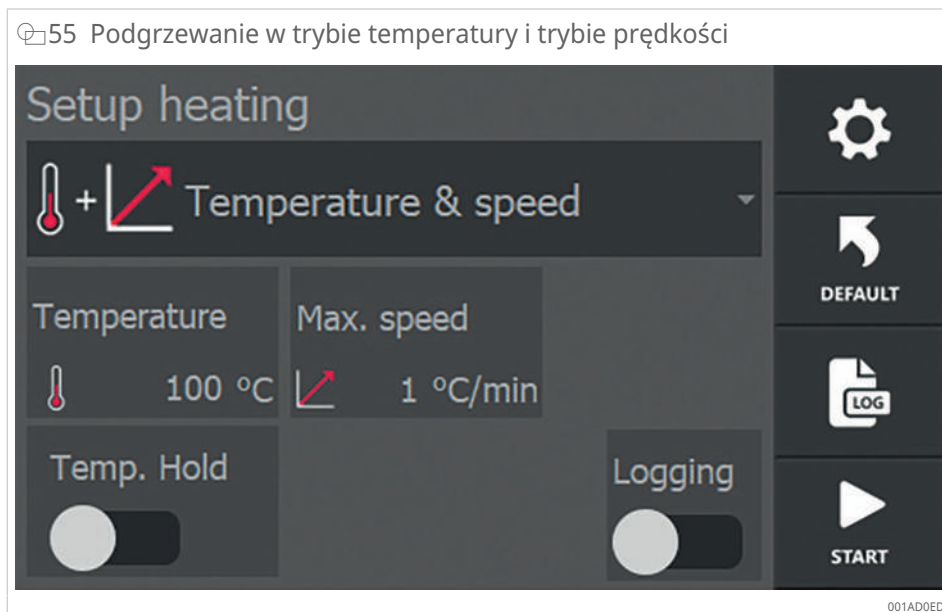 55 Podgrzewanie w trybie temperatury i trybie prędkości
Setup heating
+ Temperature & speed
Temperature
100 °C
Max. speed
1 °C/min
Temp. Hold
Logging
DEFAULT
LOG
START
001AD0ED